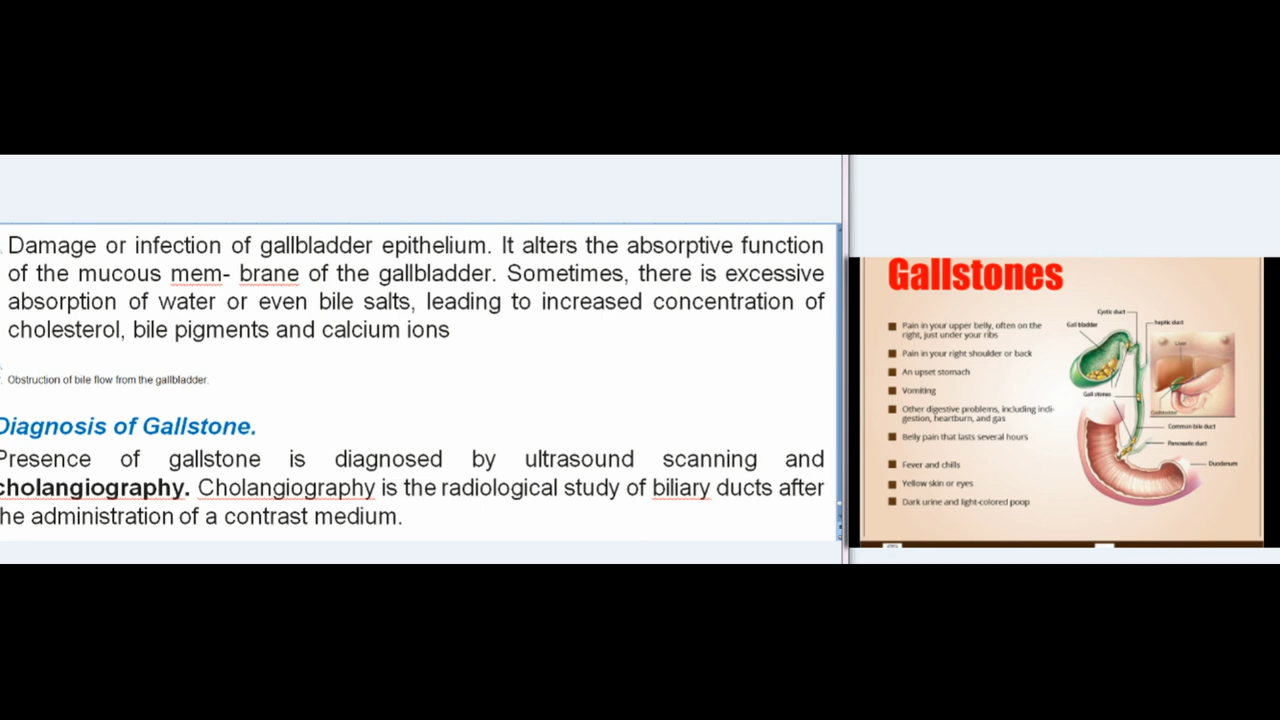 Damage or infection of gallbladder epithelium. It alters the absorptive function
of the mucous mem- brane of the gallbladder. Sometimes, there is excessive
absorption of water or even bile salts, leading to increased concentration of
cholesterol, bile pigments and calcium ions
. Obstruction of bile flow from the gallbladder.
Diagnosis of Gallstone.
Presence of gallstone is diagnosed by ultrasound scanning and
cholangiography. Cholangiography is the radiological study of biliary ducts after
he administration of a contrast medium.
Gallstones
Pain in your upper belly, often on the
right, just under your ribs
Pain in your right shoulder or back
An upset stomach
Vomiting
Other digestive problems, including indi-
gestion, heartburn, and gas
Belly pain that lasts several hours
Fever and chills
Yellow skin or eyes
Dark urine and light-colored poop
Cystic duct
Gall bladder
heptic duct
Liver
Gall stones
Gallbladder
Common bile duct
Pancreatic duct
Duodenum